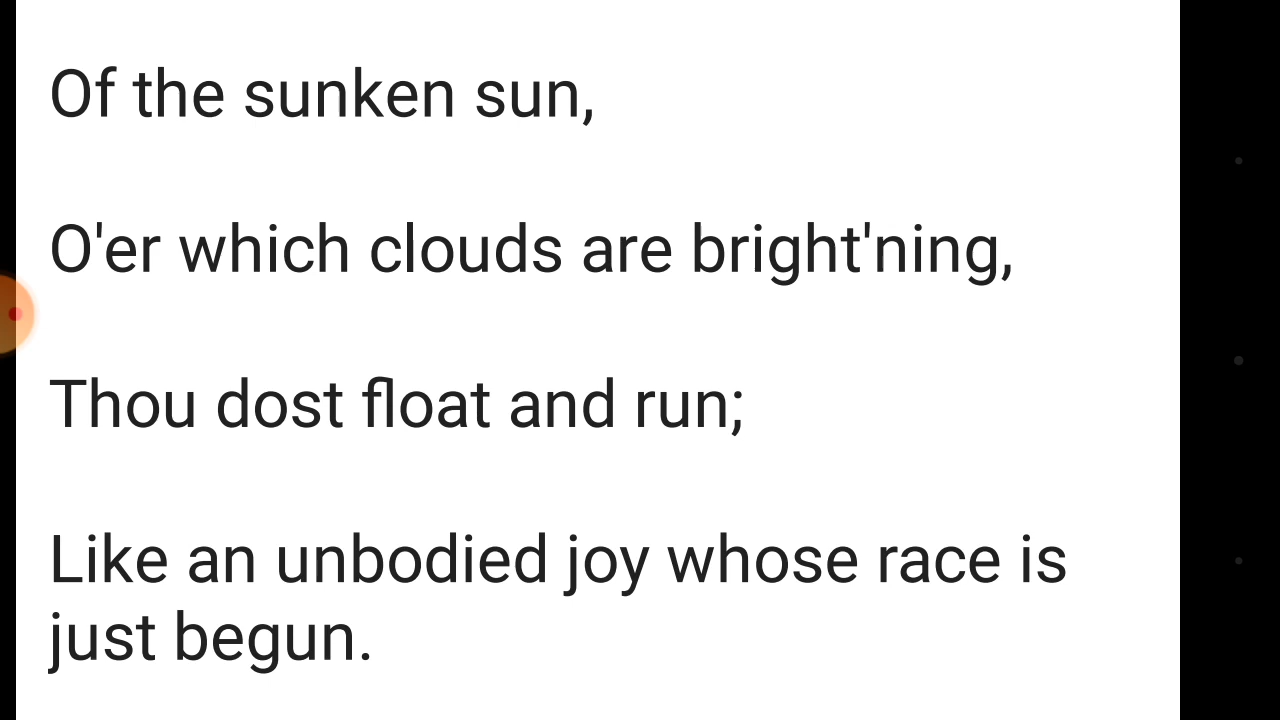 Of the sunken sun,
O'er which clouds are bright'ning,
Thou dost float and run;
Like an unbodied joy whose race is
just begun.